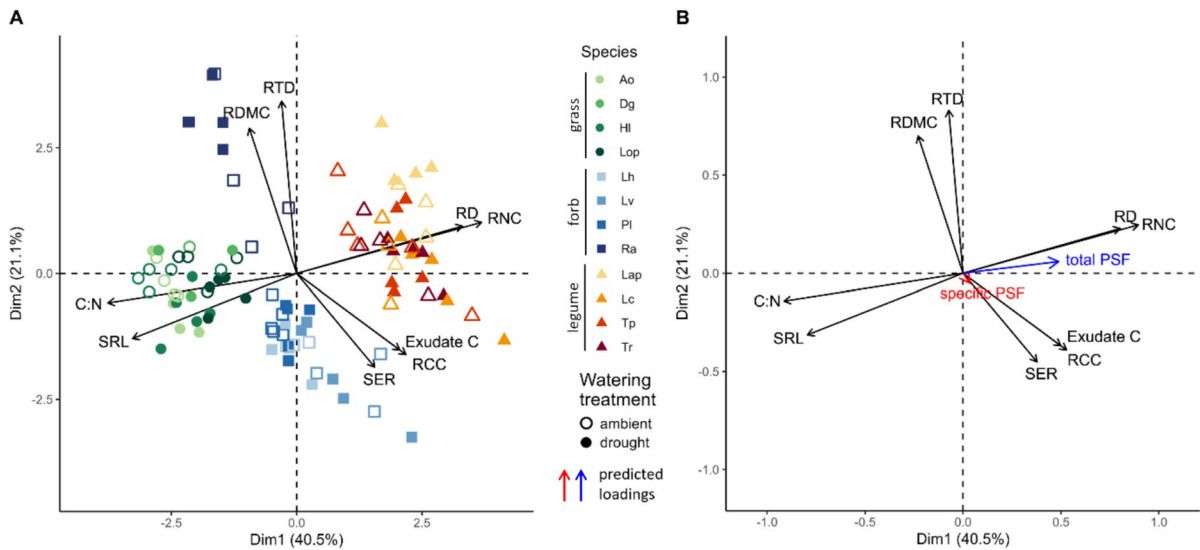 A
Dim2 (21.1%)
2.5
0.0
-2.5
-2.5
0.0
2.5
Dim1 (40.5%)
RTD
RDMC
RD
RNC
C:N
SRL
Exudate C
RCC
SER
Species
grass
Ao
Dg
Hl
Lop
forb
Lh
Lv
Pl
Ra
legume
Lap
Lc
Tp
Tr
Watering
treatment
ambient
drought
predicted
loadings
B
Dim2 (21.1%)
1.0
0.5
0.0
-0.5
-1.0
-1.0
-0.5
0.0
0.5
1.0
Dim1 (40.5%)
RTD
RDMC
RD
RNC
total PSF
specific PSF
C:N
SRL
Exudate C
RCC
SER